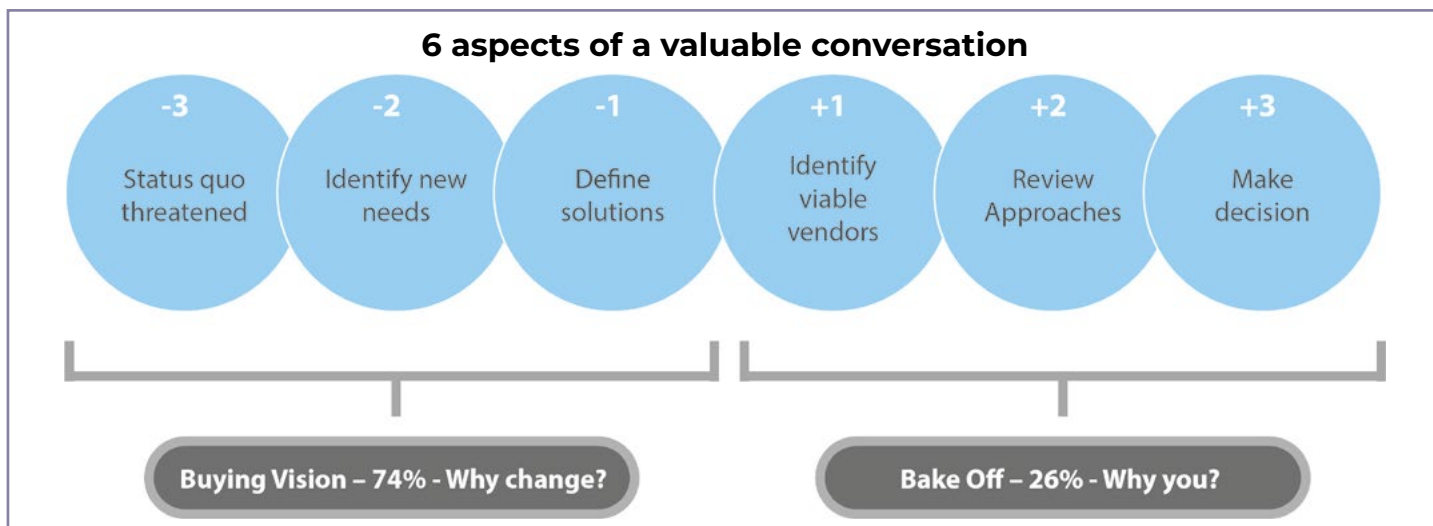 6 aspects of a valuable conversation
-3
Status quo
threatened
-2
Identify new
needs
-1
Define
solutions
+1
Identify
viable
vendors
+2
Review
Approaches
+3
Make
decision
Buying Vision – 74% - Why change?
Bake Off – 26% - Why you?